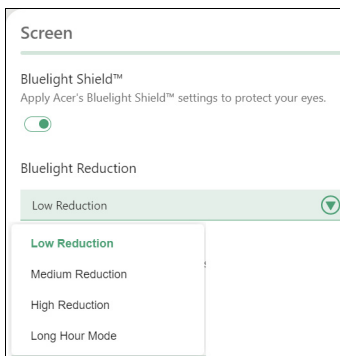 Screen
Bluelight Shield™
Apply Acer's Bluelight Shield™ settings to protect your eyes.
Bluelight Reduction
Low Reduction
Low Reduction
Medium Reduction
High Reduction
Long Hour Mode